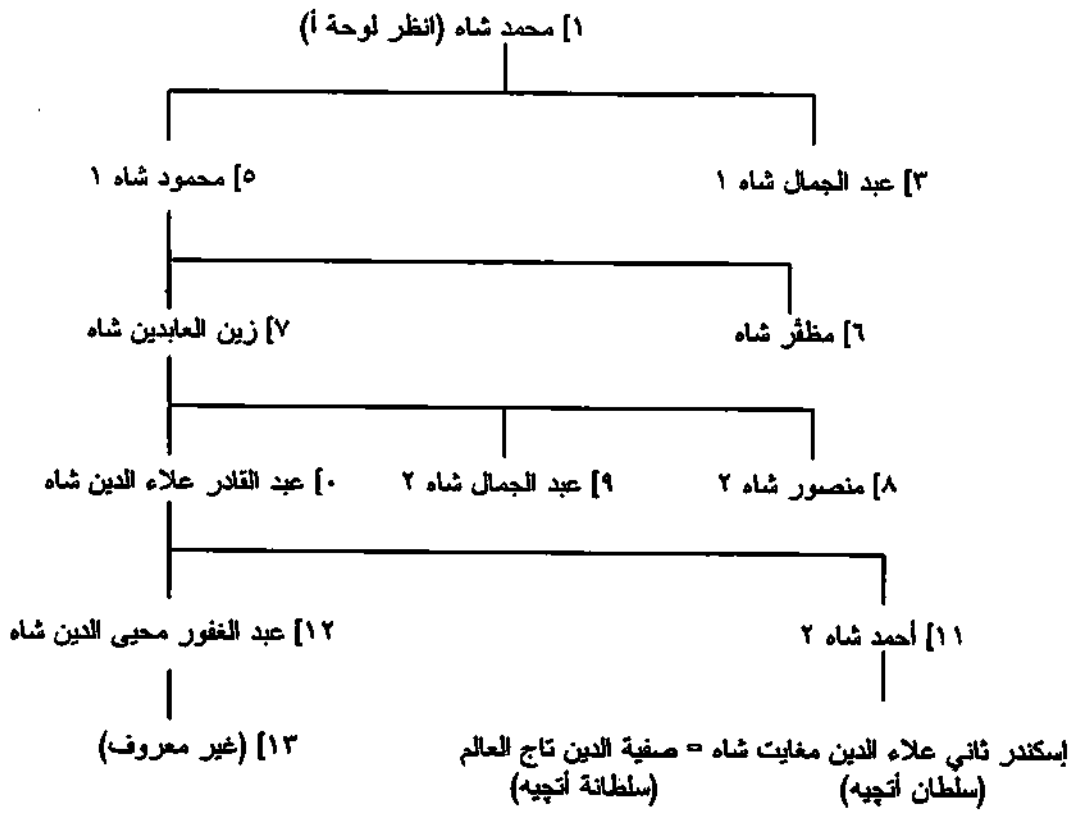 ١] محمد شاه (انظر لوحة أ)
٣] عبد الجمال شاه ١
٥] محمود شاه ١
٦] مظفّر شاه
٧] زين العابدين شاه
٨] منصور شاه ٢
٩] عبد الجمال شاه ٢
٠] عبد القادر علاء الدين شاه
١١] أحمد شاه ٢
١٢] عبد الغفور محيى الدين شاه
إسكندر ثاني علاء الدين مغايت شاه = صفية الدين تاج العالم
(سلطان أتچيه)
(سلطانة أتچيه)
١٣] (غير معروف)